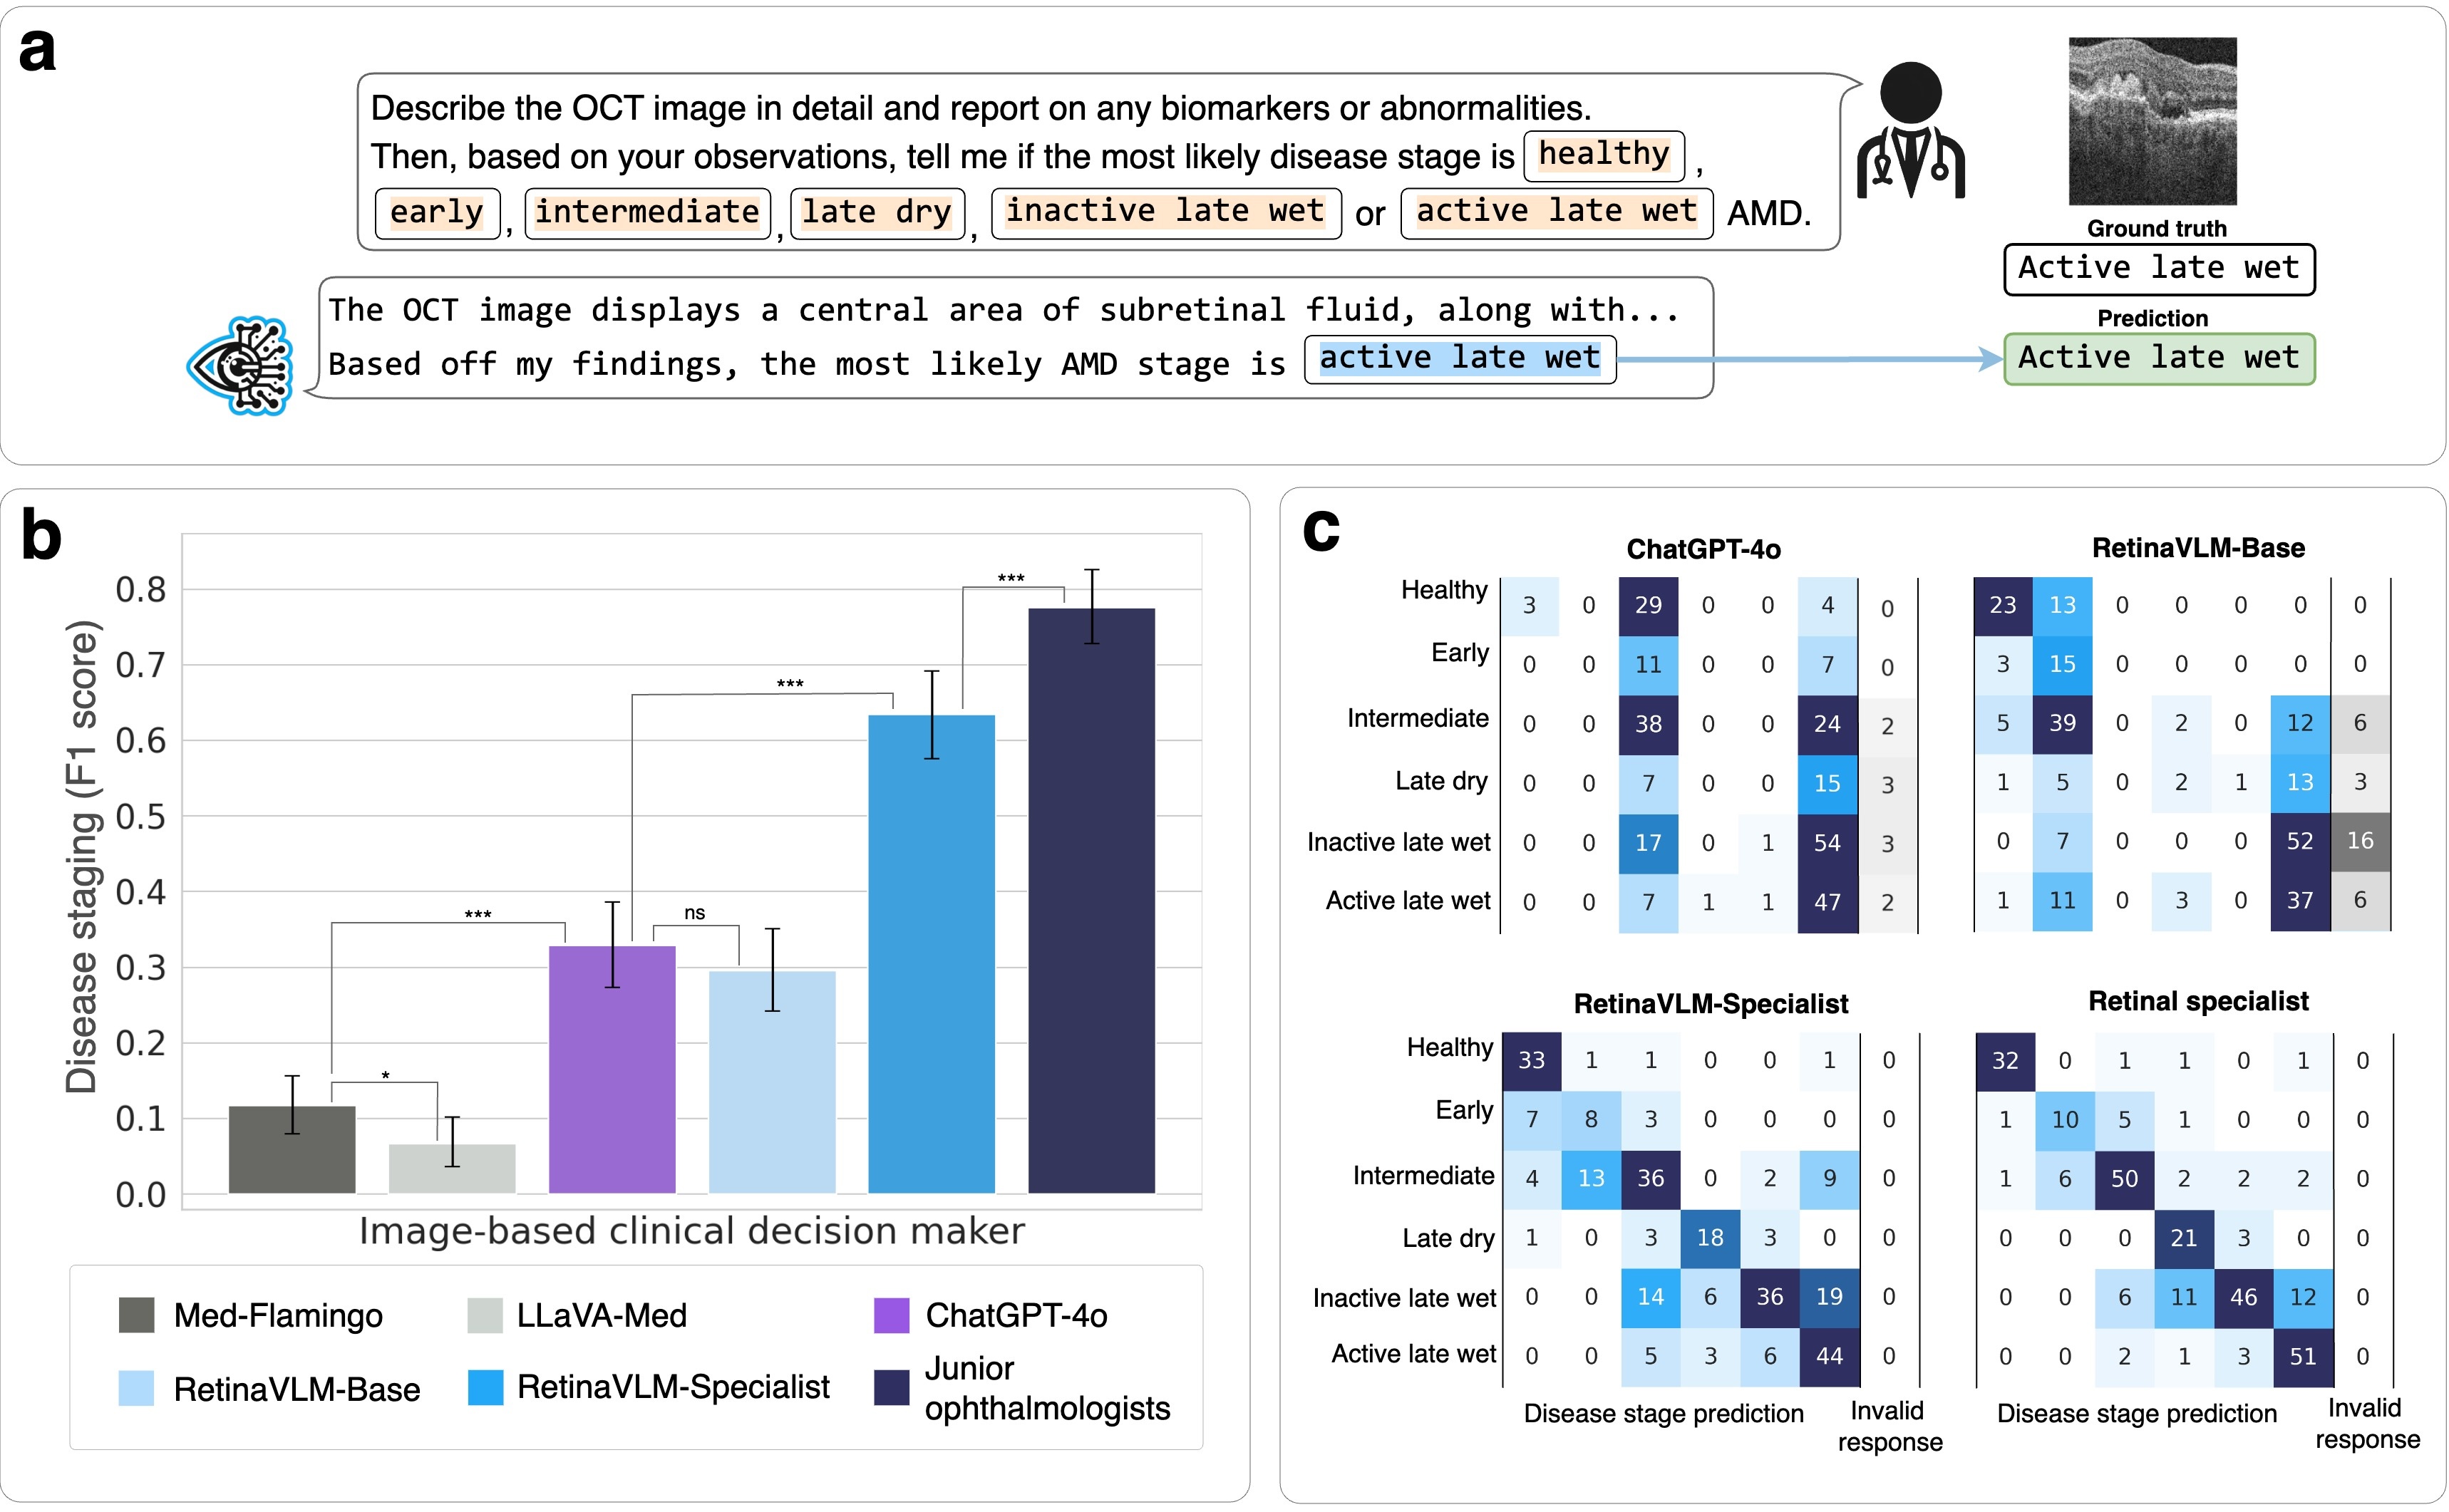 a
Describe the OCT image in detail and report on any biomarkers or abnormalities.
Then, based on your observations, tell me if the most likely disease stage is healthy ,
early , intermediate , late dry , inactive late wet or active late wet AMD.
Ground truth
Active late wet
The OCT image displays a central area of subretinal fluid, along with...
Based off my findings, the most likely AMD stage is active late wet
Prediction
Active late wet
b
Disease staging (F1 score)
0.8
0.7
0.6
0.5
0.4
0.3
0.2
0.1
0.0
***
***
***
ns
*
Image-based clinical decision maker
Med-Flamingo
LLaVA-Med
ChatGPT-4o
RetinaVLM-Base
RetinaVLM-Specialist
Junior
ophthalmologists
c
ChatGPT-4o
Healthy 3 0 29 0 0 4 0
Early 0 0 11 0 0 7 0
Intermediate 0 0 38 0 0 24 2
Late dry 0 0 7 0 0 15 3
Inactive late wet 0 0 17 0 1 54 3
Active late wet 0 0 7 1 1 47 2
RetinaVLM-Base
23 13 0 0 0 0 0
3 15 0 0 0 0 0
5 39 0 2 0 12 6
1 5 0 2 1 13 3
0 7 0 0 0 52 16
1 11 0 3 0 37 6
RetinaVLM-Specialist
Healthy 33 1 1 0 0 1 0
Early 7 8 3 0 0 0 0
Intermediate 4 13 36 0 2 9 0
Late dry 1 0 3 18 3 0 0
Inactive late wet 0 0 14 6 36 19 0
Active late wet 0 0 5 3 6 44 0
Disease stage prediction
Invalid
response
Retinal specialist
32 0 1 1 0 1 0
1 10 5 1 0 0 0
1 6 50 2 2 2 0
0 0 0 21 3 0 0
0 0 6 11 46 12 0
0 0 2 1 3 51 0
Disease stage prediction
Invalid
response